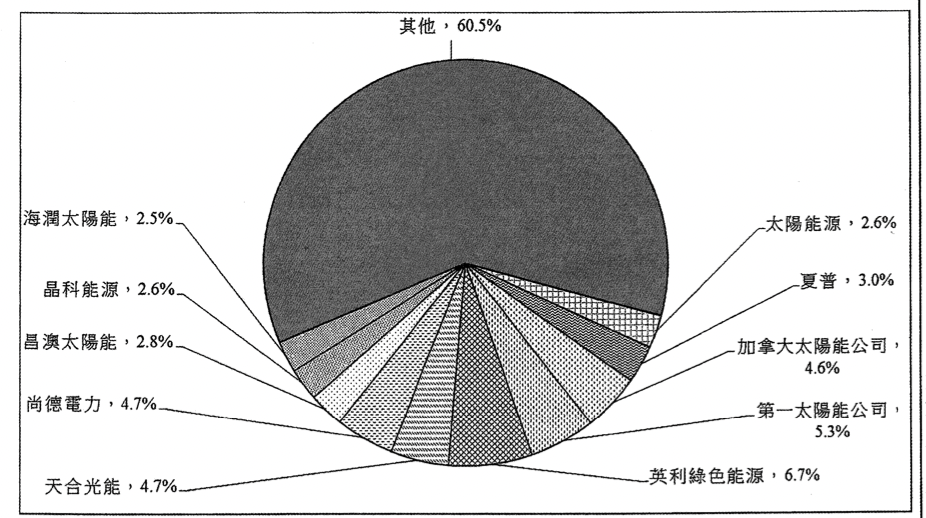 其他，60.5%
海潤太陽能，2.5%
太陽能源，2.6%
晶科能源，2.6%
夏普，3.0%
昌澳太陽能，2.8%
加拿大太陽能公司，
4.6%
尚德電力，4.7%
第一太陽能公司，
5.3%
天合光能，4.7%
英利綠色能源，6.7%